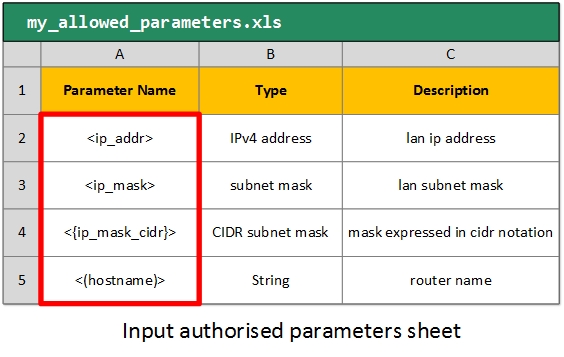 my_allowed_parameters.xls
A B C
1 Parameter Name Type Description
2 <ip_addr> IPv4 address lan ip address
3 <ip_mask> subnet mask lan subnet mask
4 <{ip_mask_cidr}> CIDR subnet mask mask expressed in cidr notation
5 <(hostname)> String router name
Input authorised parameters sheet